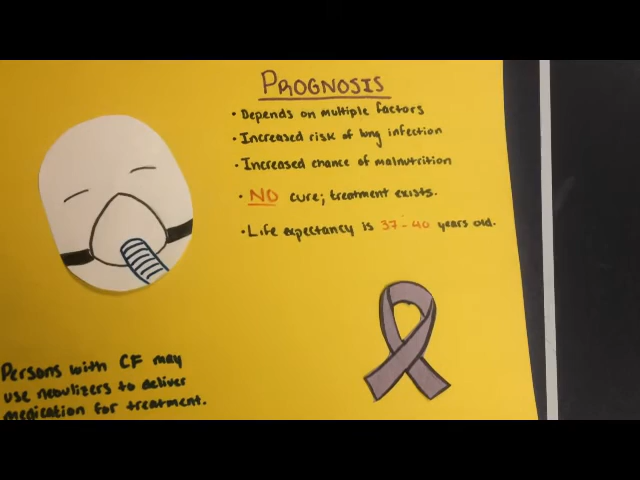 PROGNOSIS
• Depends on multiple factors
• Increased risk of lung infection
• Increased chance of malnutrition
• NO cure; treatment exists.
• Life expectancy is 37-40 years old.
Persons with CF may
use nebulizers to deliver
medication for treatment.